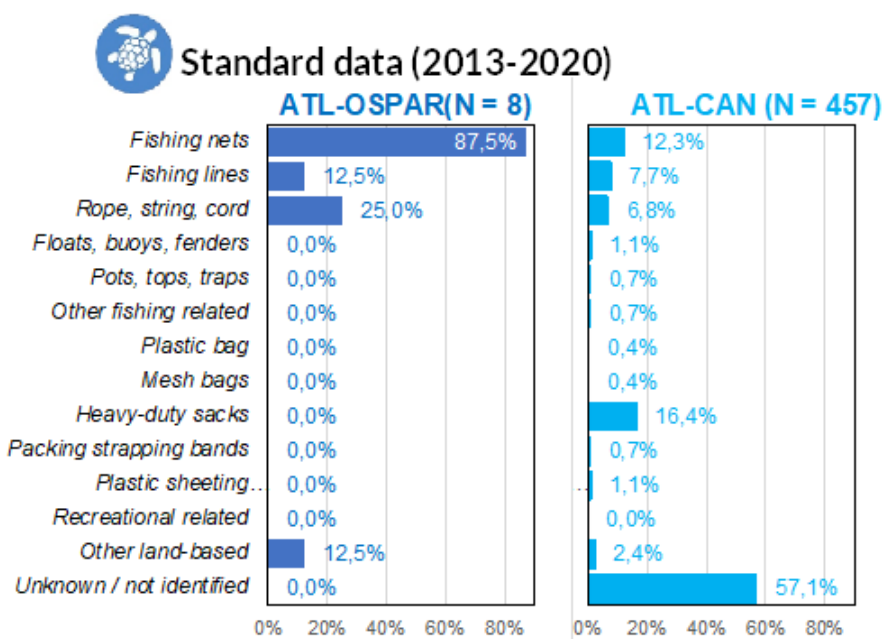 Standard data (2013-2020)
ATL-OSPAR(N = 8) ATL-CAN (N = 457)
Fishing nets 87,5% 12,3%
Fishing lines 12,5% 7,7%
Rope, string, cord 25,0% 6,8%
Floats, buoys, fenders 0,0% 1,1%
Pots, tops, traps 0,0% 0,7%
Other fishing related 0,0% 0,7%
Plastic bag 0,0% 0,4%
Mesh bags 0,0% 0,4%
Heavy-duty sacks 0,0% 16,4%
Packing strapping bands 0,0% 0,7%
Plastic sheeting... 0,0% ... 1,1%
Recreational related 0,0% 0,0%
Other land-based 12,5% 2,4%
Unknown / not identified 0,0% 57,1%
0% 20% 40% 60% 80% 0% 20% 40% 60% 80%